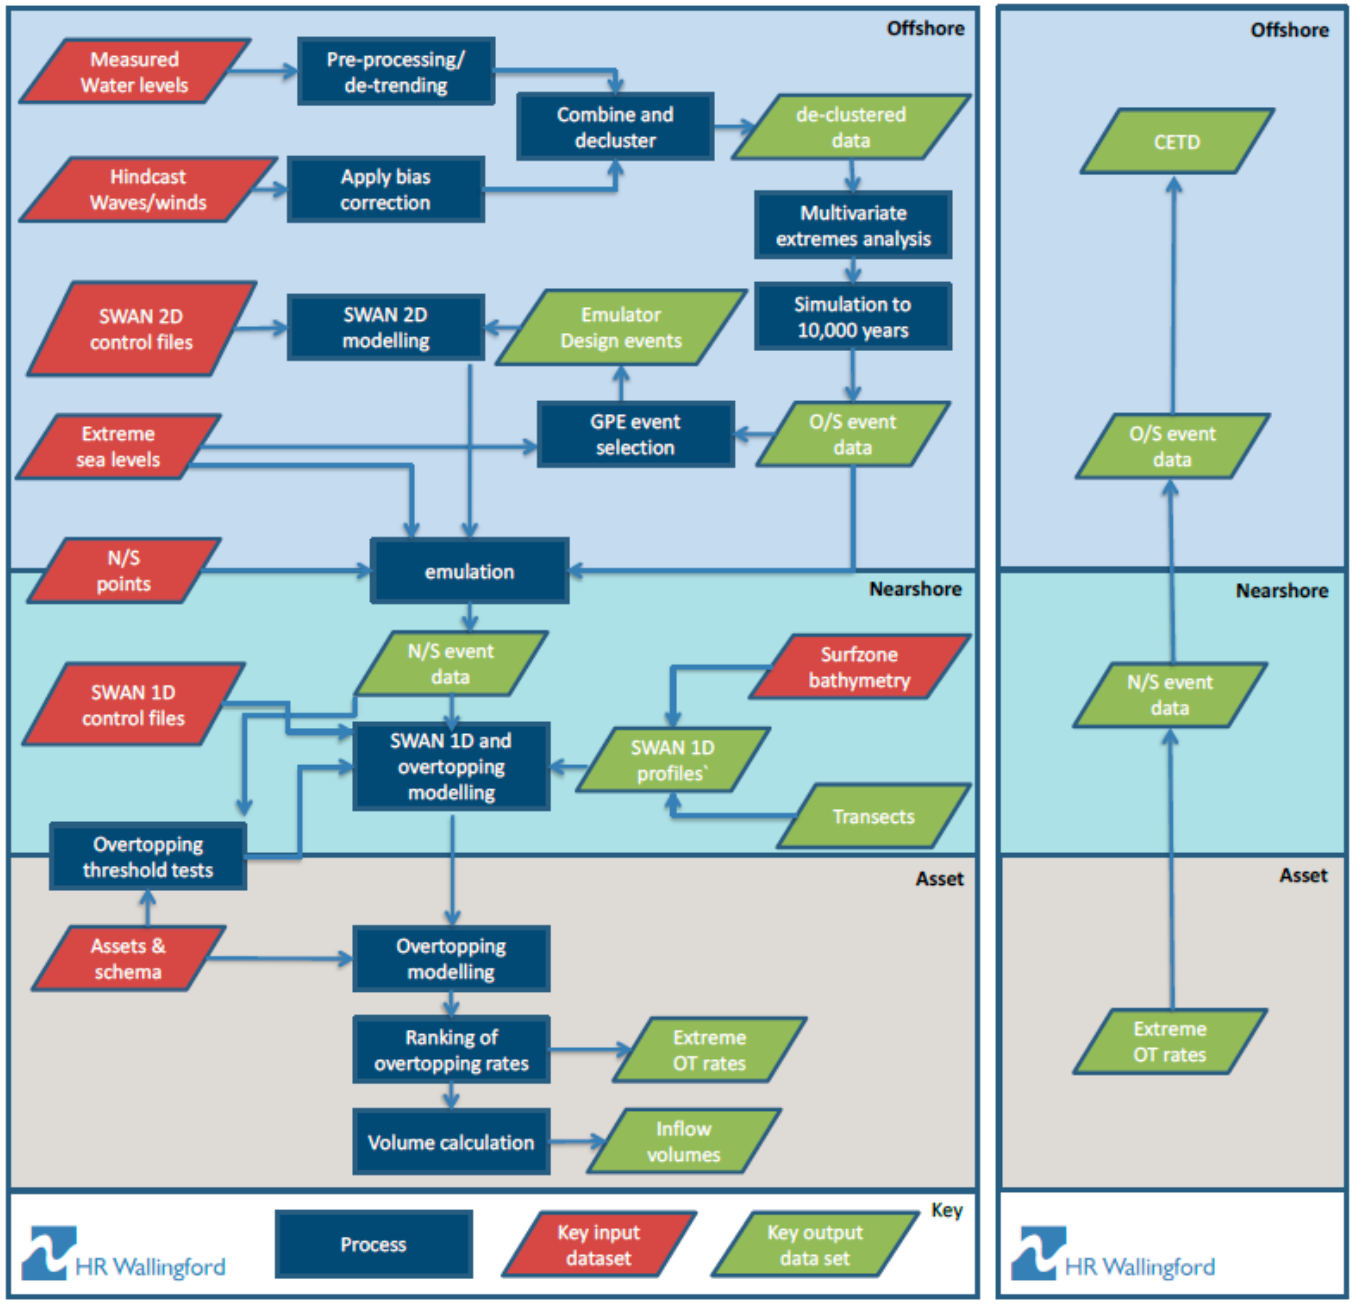 Offshore
Measured
Water levels
Pre-processing/
de-trending
Combine and
decluster
de-clustered
data
Hindcast
Waves/winds
Apply bias
correction
Multivariate
extremes analysis
SWAN 2D
control files
SWAN 2D
modelling
Emulator
Design events
Simulation to
10,000 years
Extreme
sea levels
GPE event
selection
O/S event
data
N/S
points
emulation
Nearshore
N/S event
data
Surfzone
bathymetry
SWAN 1D
control files
SWAN 1D and
overtopping
modelling
SWAN 1D
profiles`
Transects
Overtopping
threshold tests
Asset
Assets &
schema
Overtopping
modelling
Ranking of
overtopping rates
Extreme
OT rates
Volume calculation
Inflow
volumes
Key
HR Wallingford
Process
Key input
dataset
Key output
data set
Offshore
CETD
O/S event
data
Nearshore
N/S event
data
Asset
Extreme
OT rates
HR Wallingford